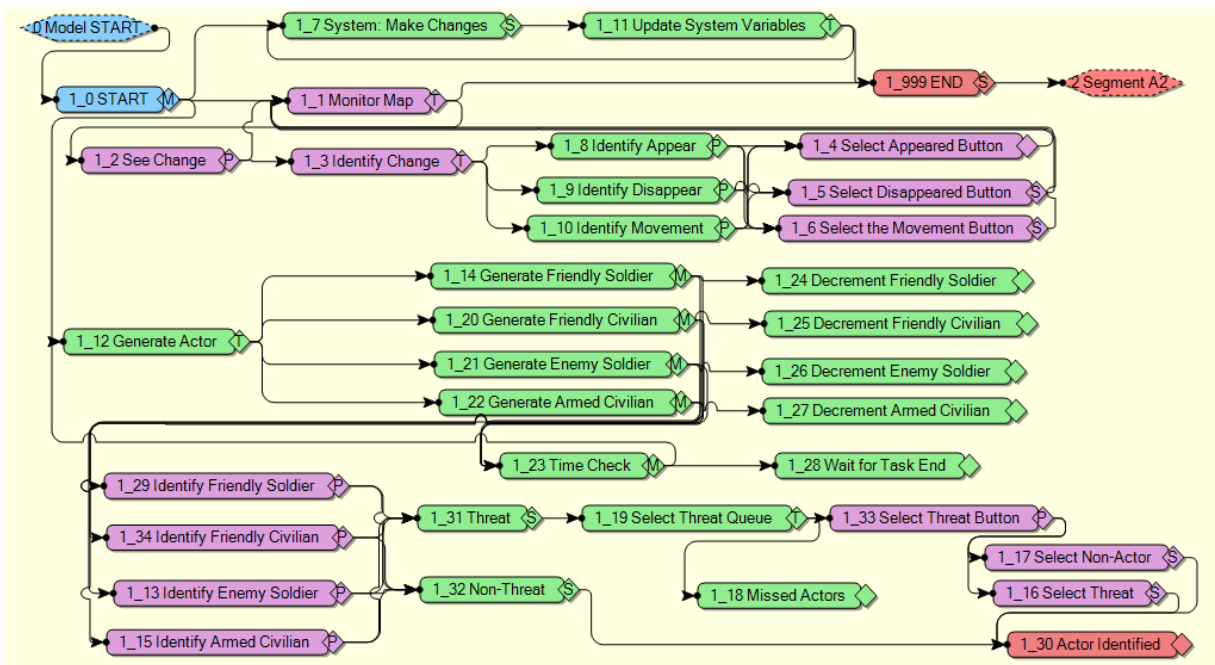 0 Model START
1_7 System: Make Changes S
1_11 Update System Variables T
1_0 START M
1_1 Monitor Map T
1_999 END S
2 Segment A2
1_2 See Change P
1_3 Identify Change T
1_8 Identify Appear P
1_4 Select Appeared Button
1_9 Identify Disappear P
1_5 Select Disappeared Button S
1_10 Identify Movement P
1_6 Select the Movement Button S
1_14 Generate Friendly Soldier M
1_24 Decrement Friendly Soldier
1_20 Generate Friendly Civilian M
1_25 Decrement Friendly Civilian
1_12 Generate Actor T
1_21 Generate Enemy Soldier M
1_26 Decrement Enemy Soldier
1_22 Generate Armed Civilian M
1_27 Decrement Armed Civilian
1_23 Time Check M
1_28 Wait for Task End
1_29 Identify Friendly Soldier P
1_31 Threat S
1_19 Select Threat Queue T
1_33 Select Threat Button P
1_34 Identify Friendly Civilian P
1_17 Select Non-Actor S
1_13 Identify Enemy Soldier P
1_32 Non-Threat S
1_18 Missed Actors
1_16 Select Threat S
1_15 Identify Armed Civilian P
1_30 Actor Identified